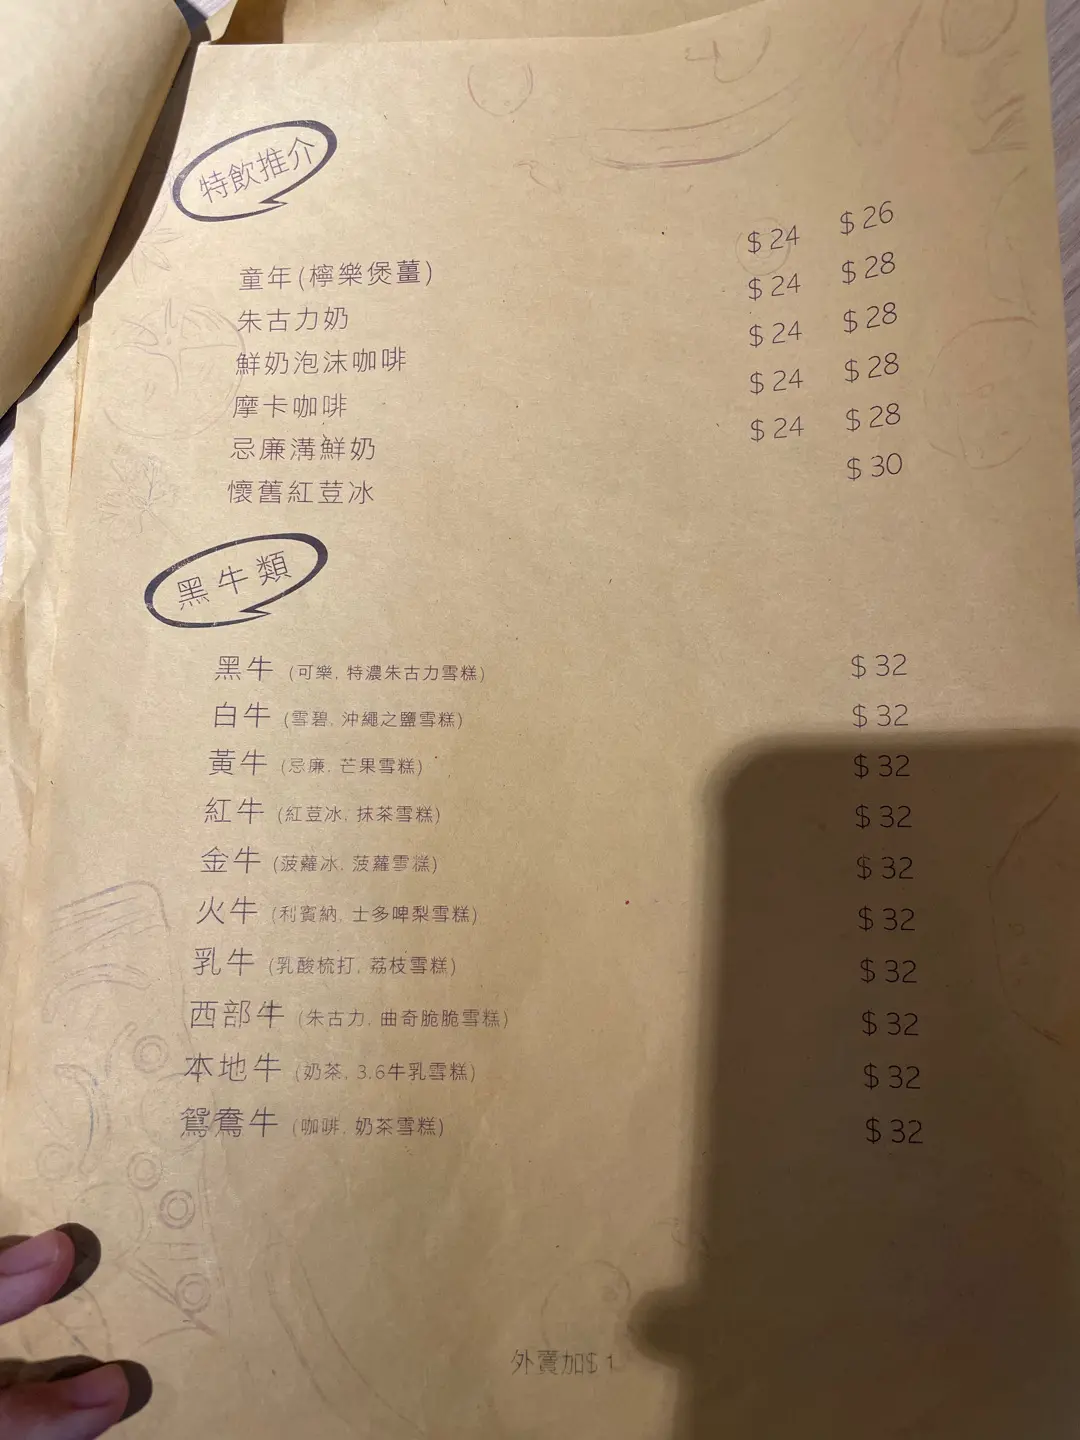 特飲推介
童年(檸樂煲薑) $24 $26
朱古力奶 $24 $28
鮮奶泡沫咖啡 $24 $28
摩卡咖啡 $24 $28
忌廉溝鮮奶 $24 $28
懷舊紅荳冰 $30
黑牛類
黑牛 (可樂, 特濃朱古力雪糕) $32
白牛 (雪碧, 沖繩之鹽雪糕) $32
黃牛 (忌廉, 芒果雪糕) $32
紅牛 (紅荳冰, 抹茶雪糕) $32
金牛 (菠蘿冰, 菠蘿雪糕) $32
火牛 (利賓納, 士多啤梨雪糕) $32
乳牛 (乳酸梳打, 荔枝雪糕) $32
西部牛 (朱古力, 曲奇脆脆雪糕) $32
本地牛 (奶茶, 3.6牛乳雪糕) $32
鴛鴦牛 (咖啡, 奶茶雪糕) $32
外賣加$1